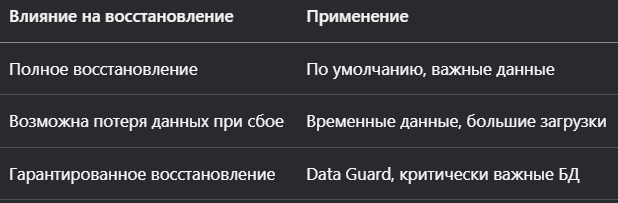 Влияние на восстановление Применение
Полное восстановление По умолчанию, важные данные
Возможна потеря данных при сбое Временные данные, большие загрузки
Гарантированное восстановление Data Guard, критически важные БД